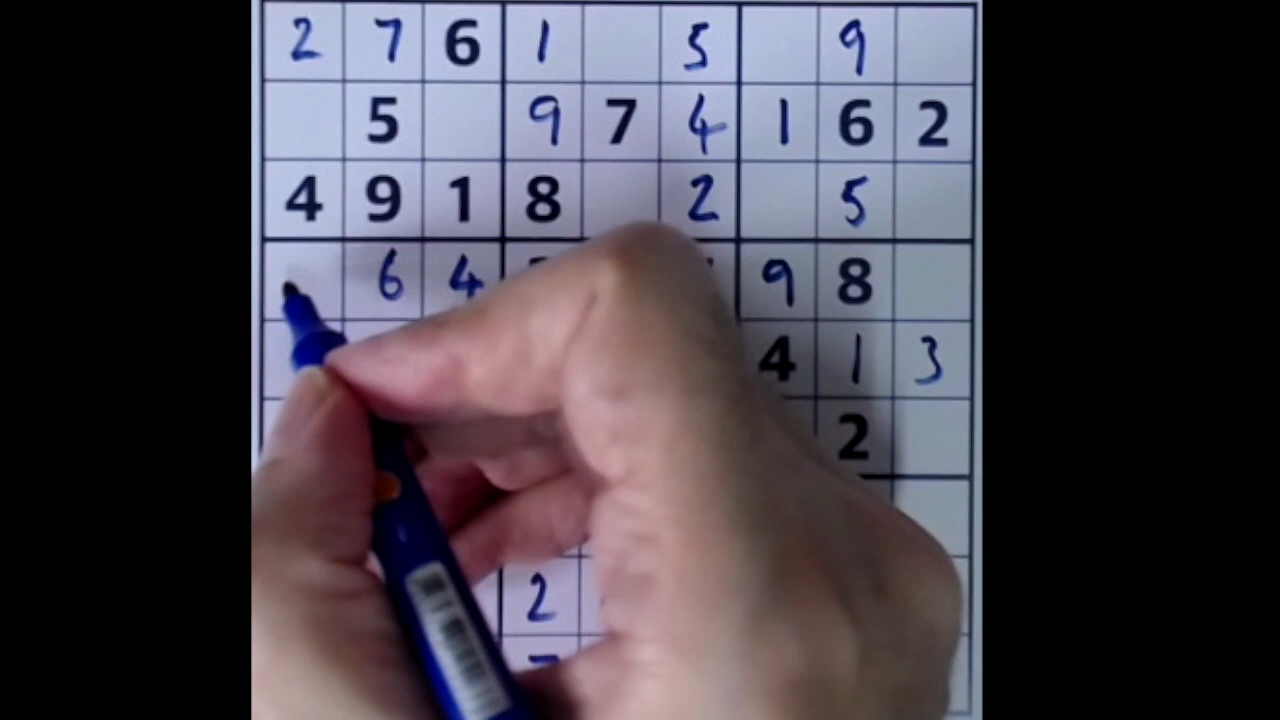 2 7 6 1 5 9
5 9 7 4 1 6 2
4 9 1 8 2 5
6 4 9 8
4 1 3
2
2